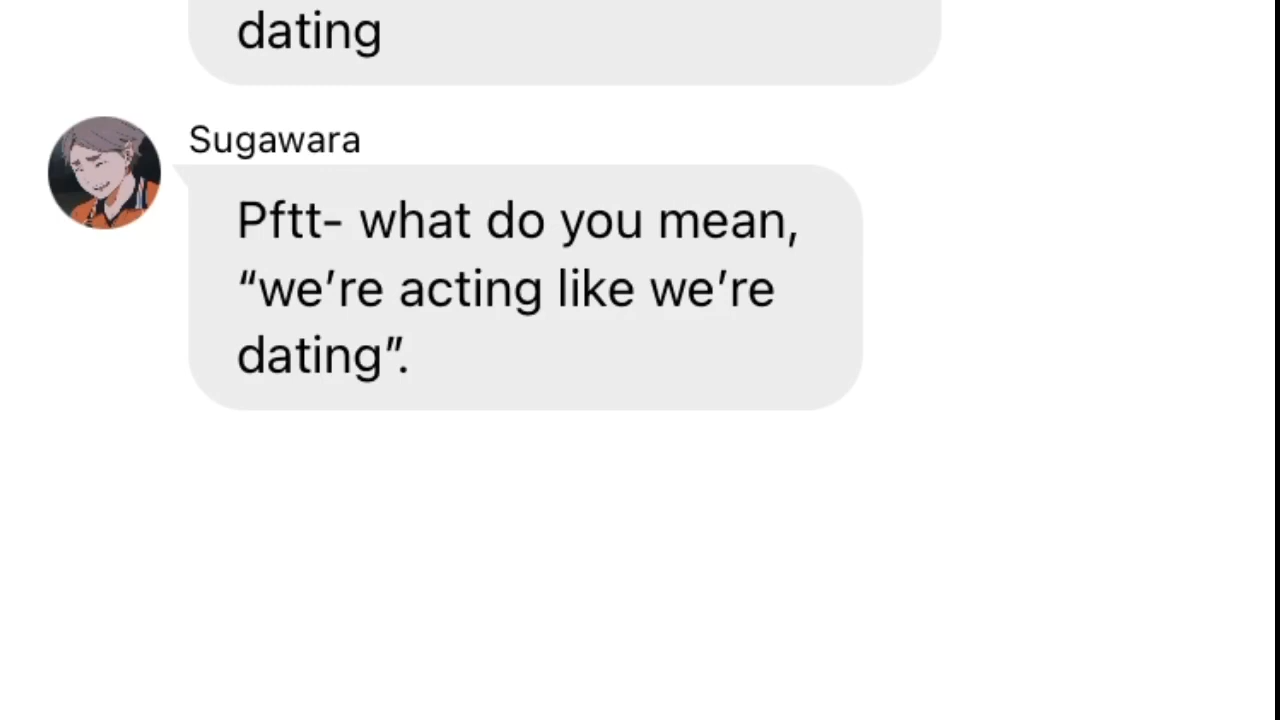 dating
Sugawara
Pftt- what do you mean,
“we’re acting like we’re
dating”.